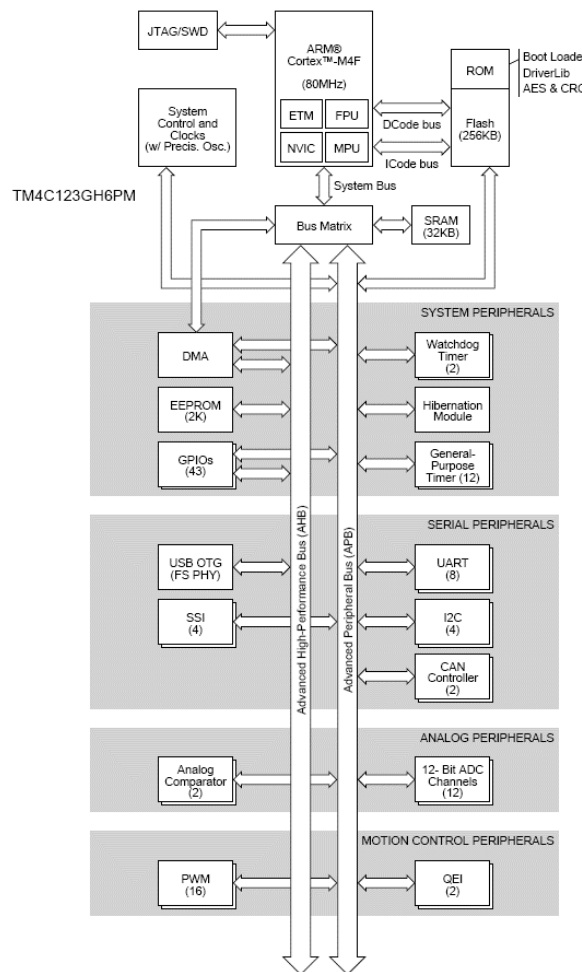 JTAG/SWD
ARM®
Cortex™-M4F
(80MHz)
ETM
FPU
NVIC
MPU
ROM
Flash
(256KB)
Boot Loader
DriverLib
AES & CRC
System
Control and
Clocks
(w/ Precis. Osc.)
DCode bus
ICode bus
TM4C123GH6PM
System Bus
Bus Matrix
SRAM
(32KB)
SYSTEM PERIPHERALS
DMA
Watchdog
Timer
(2)
EEPROM
(2K)
Hibernation
Module
GPIOs
(43)
General-
Purpose
Timer (12)
Advanced High-Performance Bus (AHB)
Advanced Peripheral Bus (APB)
SERIAL PERIPHERALS
USB OTG
(FS PHY)
UART
(8)
SSI
(4)
I2C
(4)
CAN
Controller
(2)
ANALOG PERIPHERALS
Analog
Comparator
(2)
12- Bit ADC
Channels
(12)
MOTION CONTROL PERIPHERALS
PWM
(16)
QEI
(2)